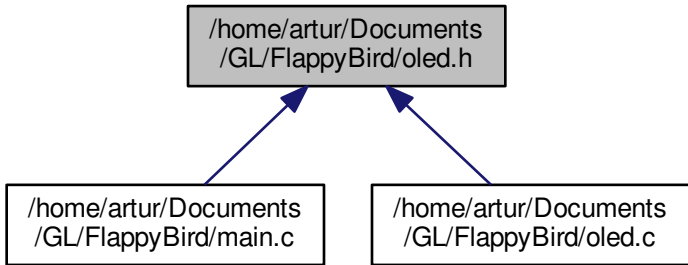 /home/artur/Documents
/GL/FlappyBird/oled.h
/home/artur/Documents
/GL/FlappyBird/main.c
/home/artur/Documents
/GL/FlappyBird/oled.c